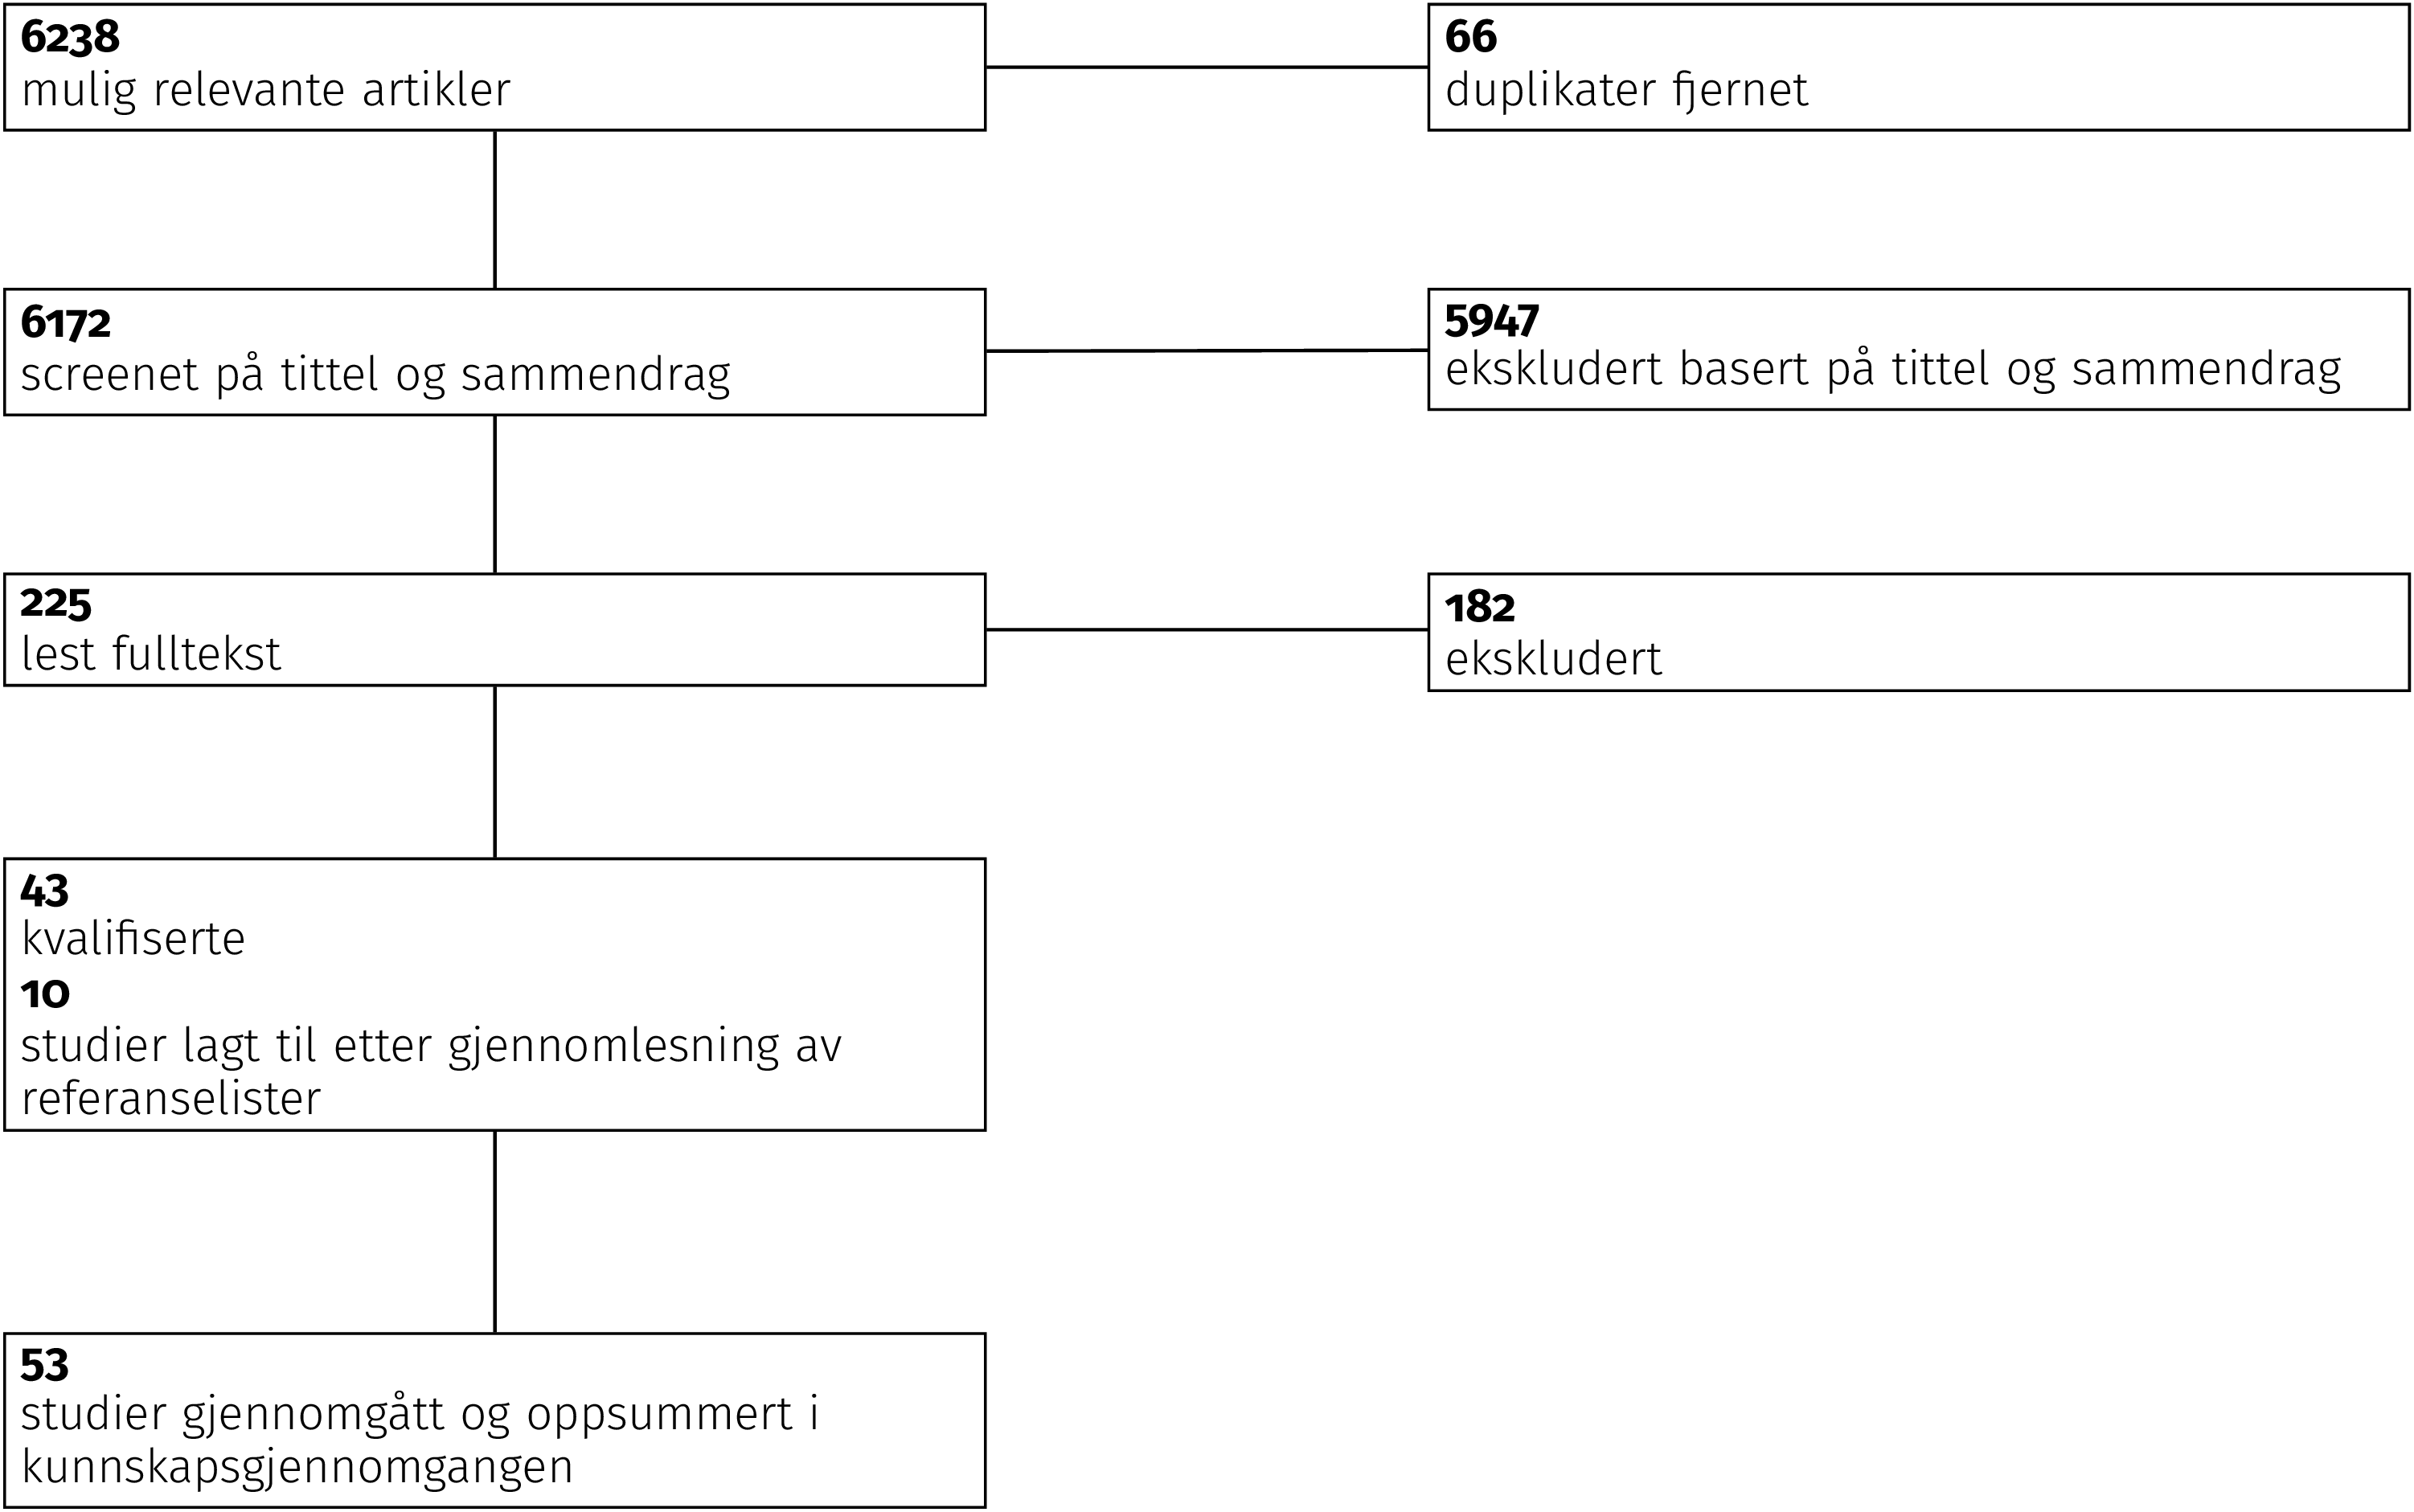 6238
mulig relevante artikler
66
duplikater fjernet
6172
screenet på tittel og sammendrag
5947
ekskludert basert på tittel og sammendrag
225
lest fulltekst
182
ekskludert
43
kvalifiserte
10
studier lagt til etter gjennomlesning av
referanselister
53
studier gjennomgått og oppsummert i
kunnskapsgjennomgangen